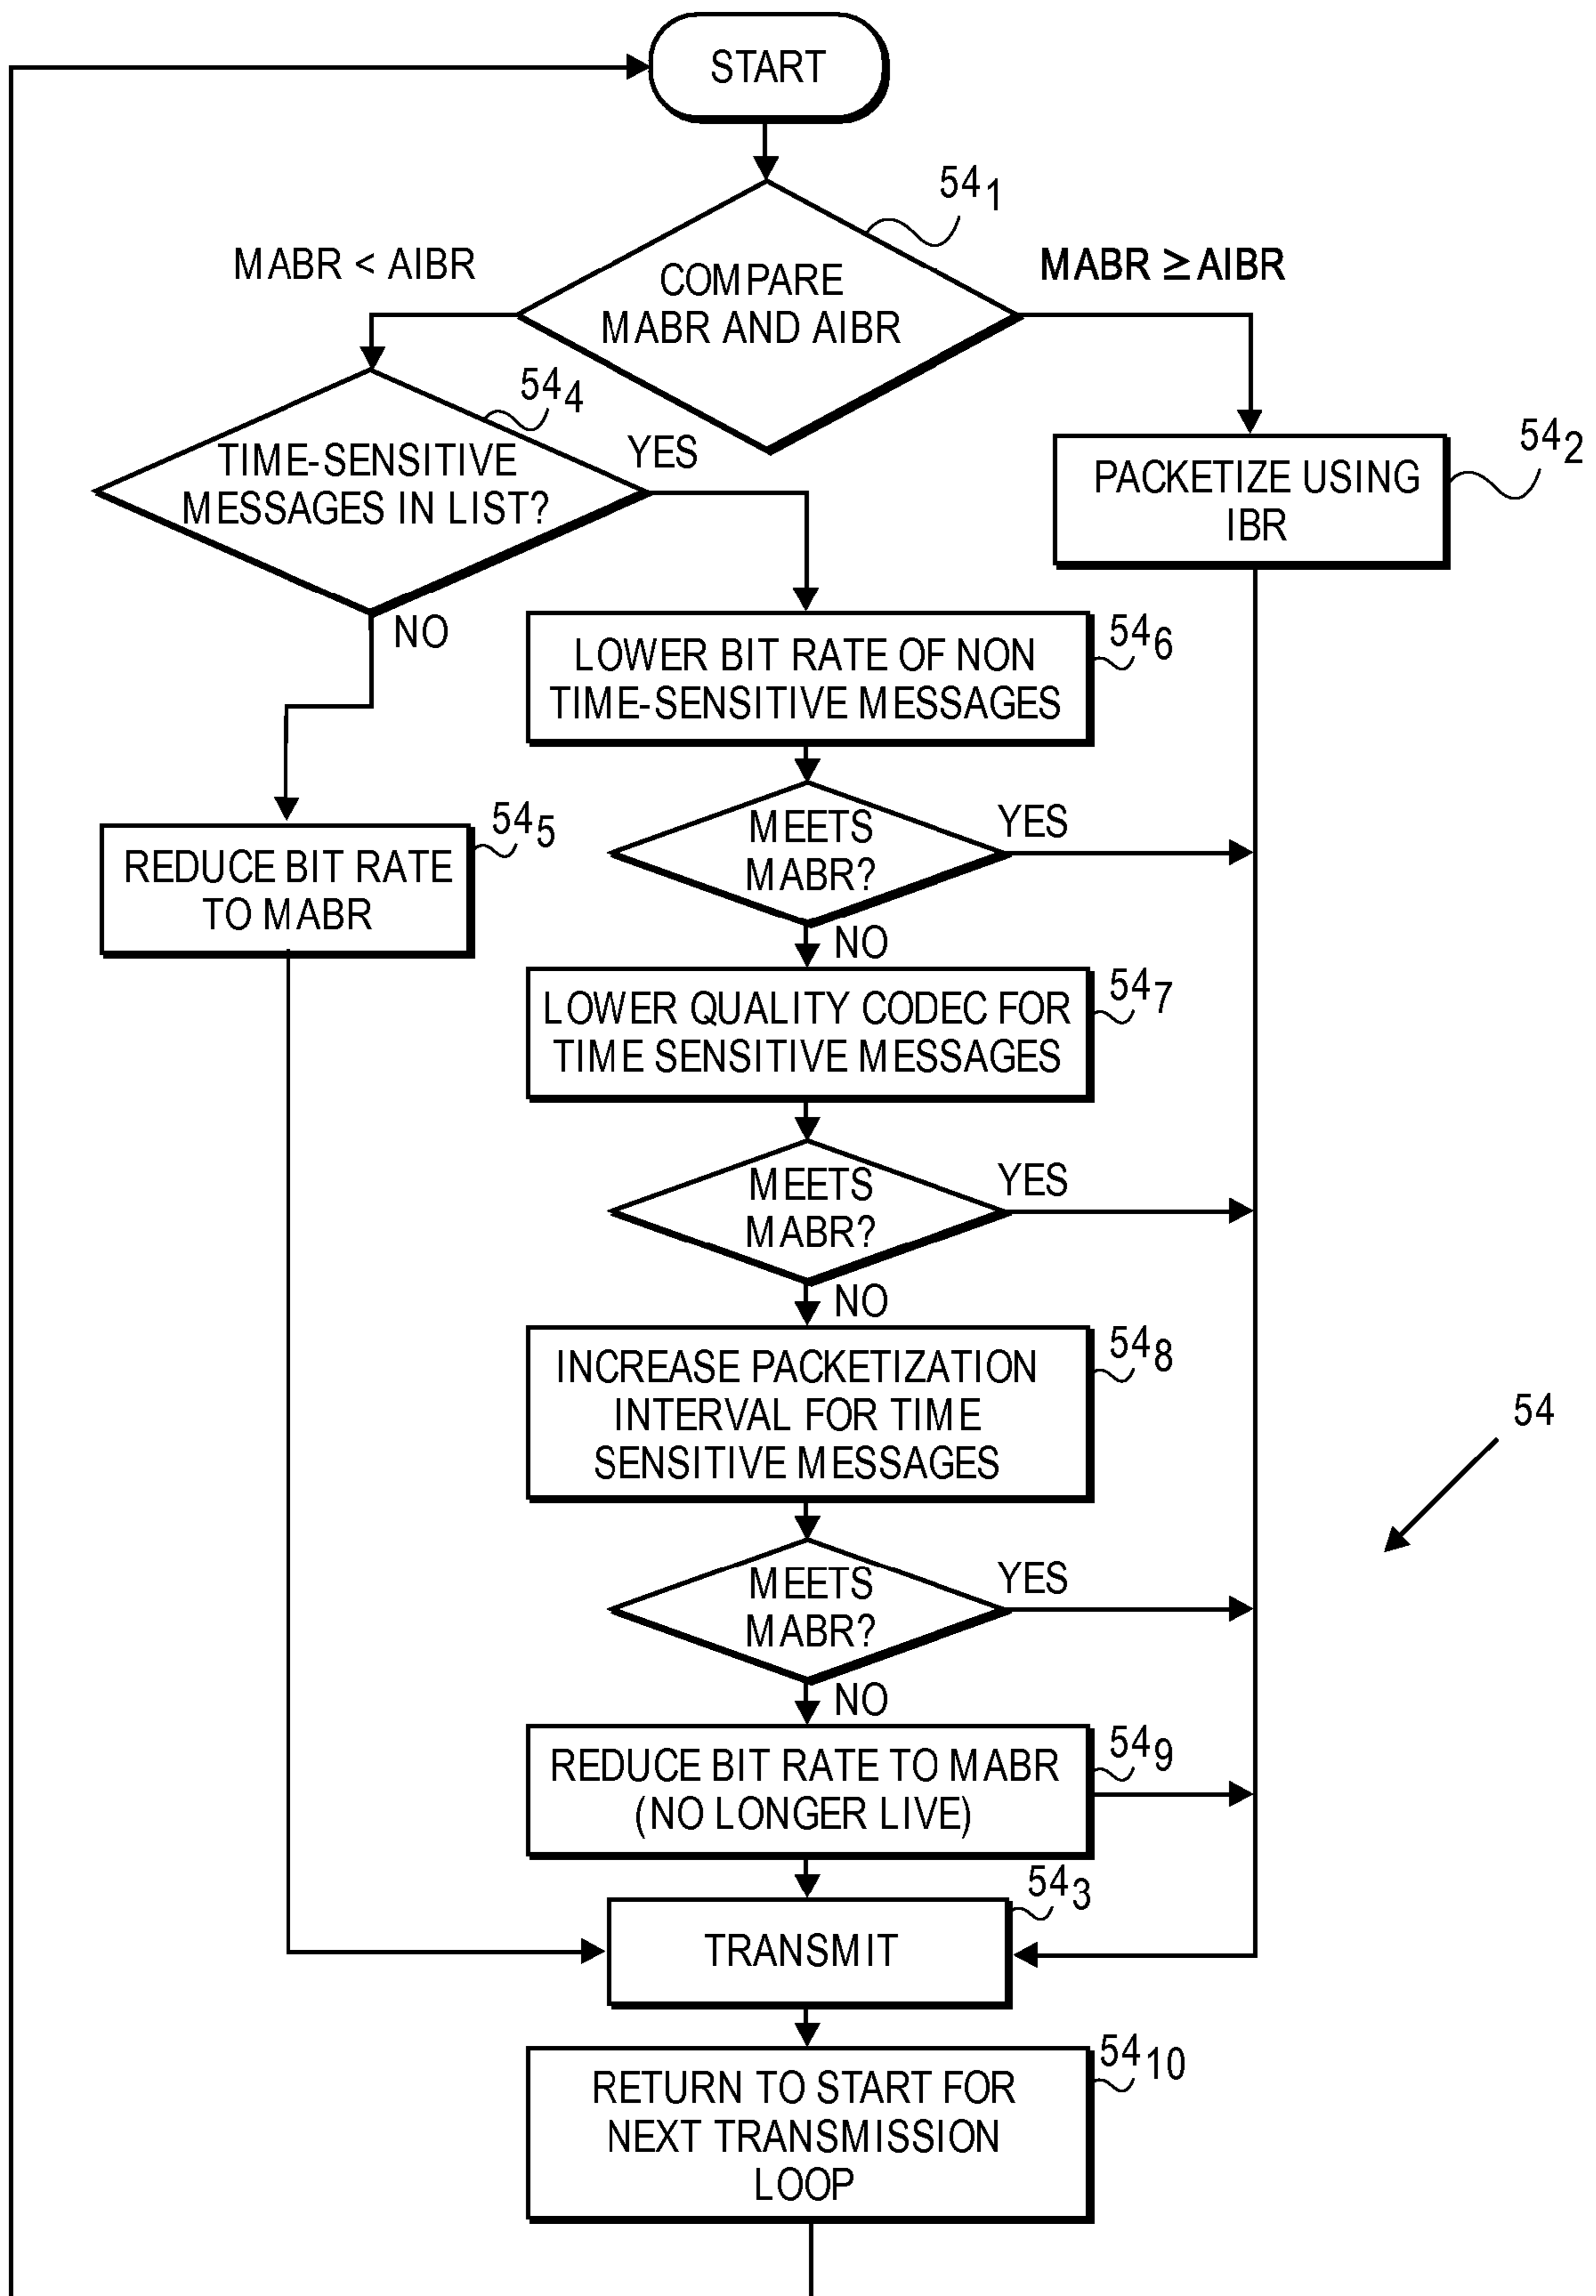 START
54₁
MABR < AIBR
MABR ≥ AIBR
COMPARE
MABR AND AIBR
54₄
TIME-SENSITIVE
MESSAGES IN LIST?
YES
54₂
PACKETIZE USING
IBR
NO
54₆
LOWER BIT RATE OF NON
TIME-SENSITIVE MESSAGES
54₅
REDUCE BIT RATE
TO MABR
MEETS
MABR?
YES
NO
54₇
LOWER QUALITY CODEC FOR
TIME SENSITIVE MESSAGES
MEETS
MABR?
YES
NO
54₈
INCREASE PACKETIZATION
INTERVAL FOR TIME
SENSITIVE MESSAGES
54
MEETS
MABR?
YES
NO
54₉
REDUCE BIT RATE TO MABR
(NO LONGER LIVE)
54₃
TRANSMIT
54₁₀
RETURN TO START FOR
NEXT TRANSMISSION
LOOP